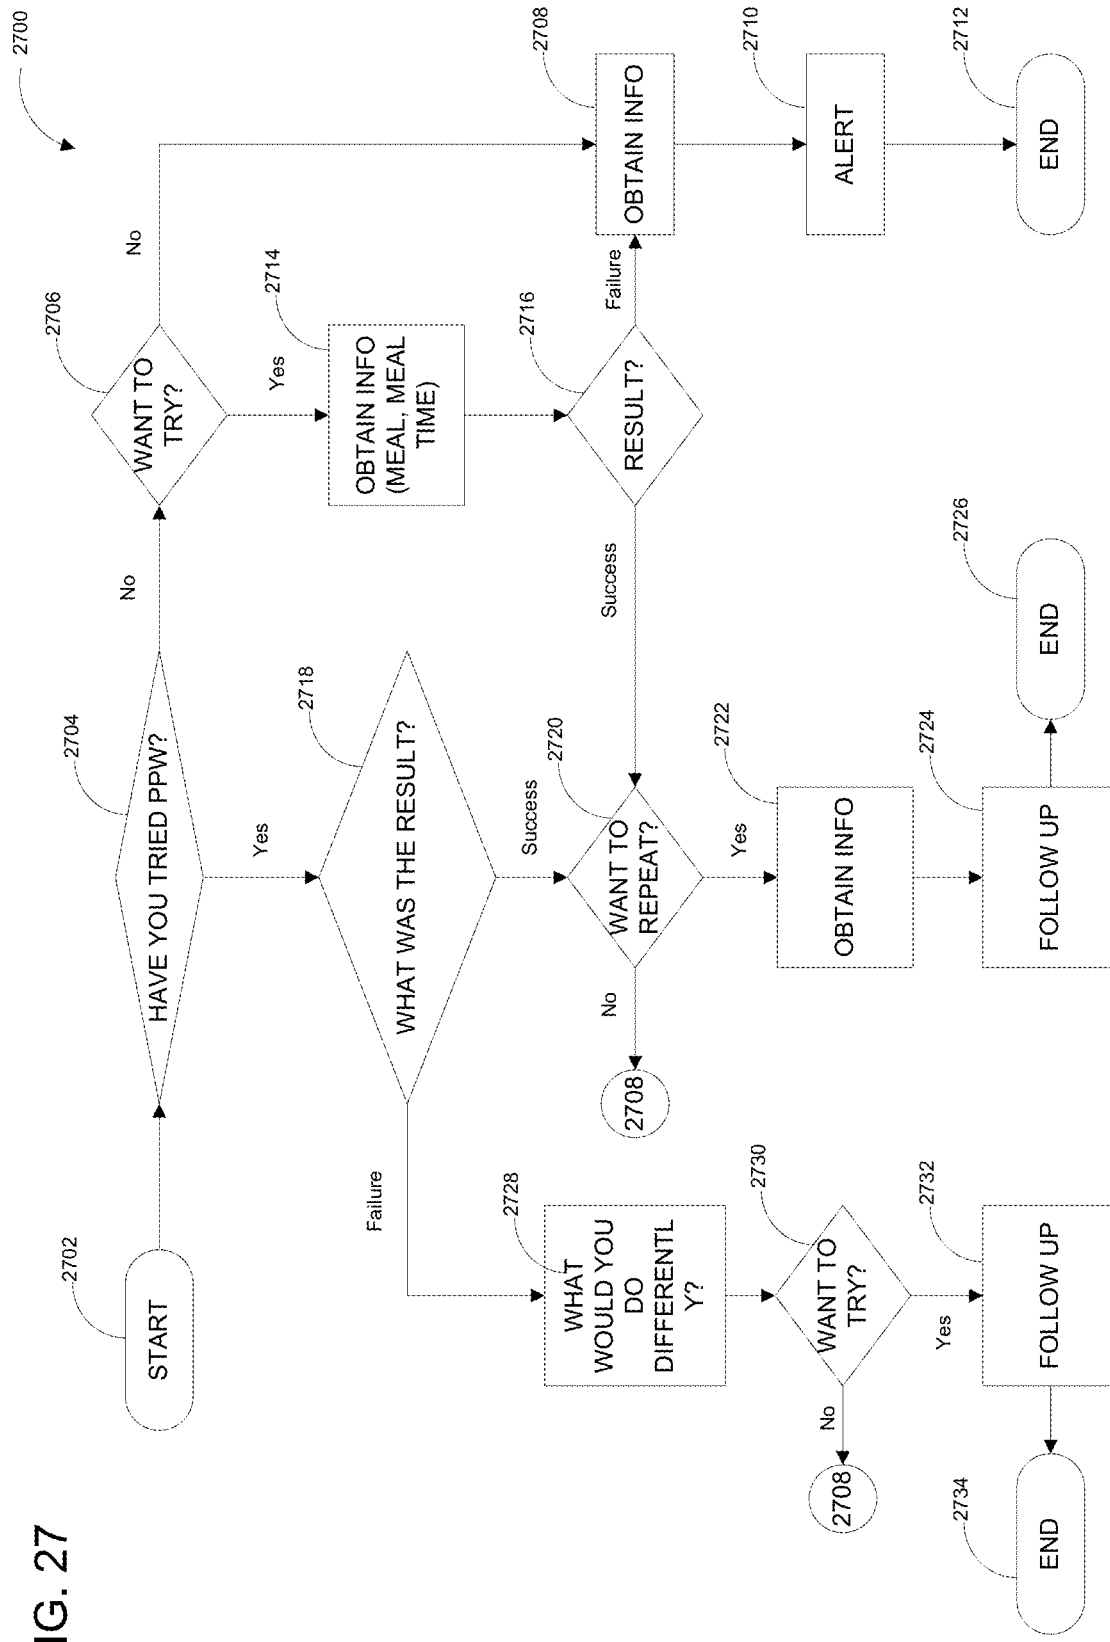 IG. 27
2700
2702
START
2704
HAVE YOU TRIED PPW?
No
Yes
2706
WANT TO
TRY?
No
Yes
2708
OBTAIN INFO
2710
ALERT
2712
END
2714
OBTAIN INFO
(MEAL, MEAL
TIME)
2716
RESULT?
Failure
Success
2718
WHAT WAS THE RESULT?
Success
Failure
2720
WANT TO
REPEAT?
No
2708
Yes
2722
OBTAIN INFO
2724
FOLLOW UP
2726
END
2728
WHAT
WOULD YOU
DO
DIFFERENTL
Y?
2730
WANT TO
TRY?
No
2708
Yes
2732
FOLLOW UP
2734
END